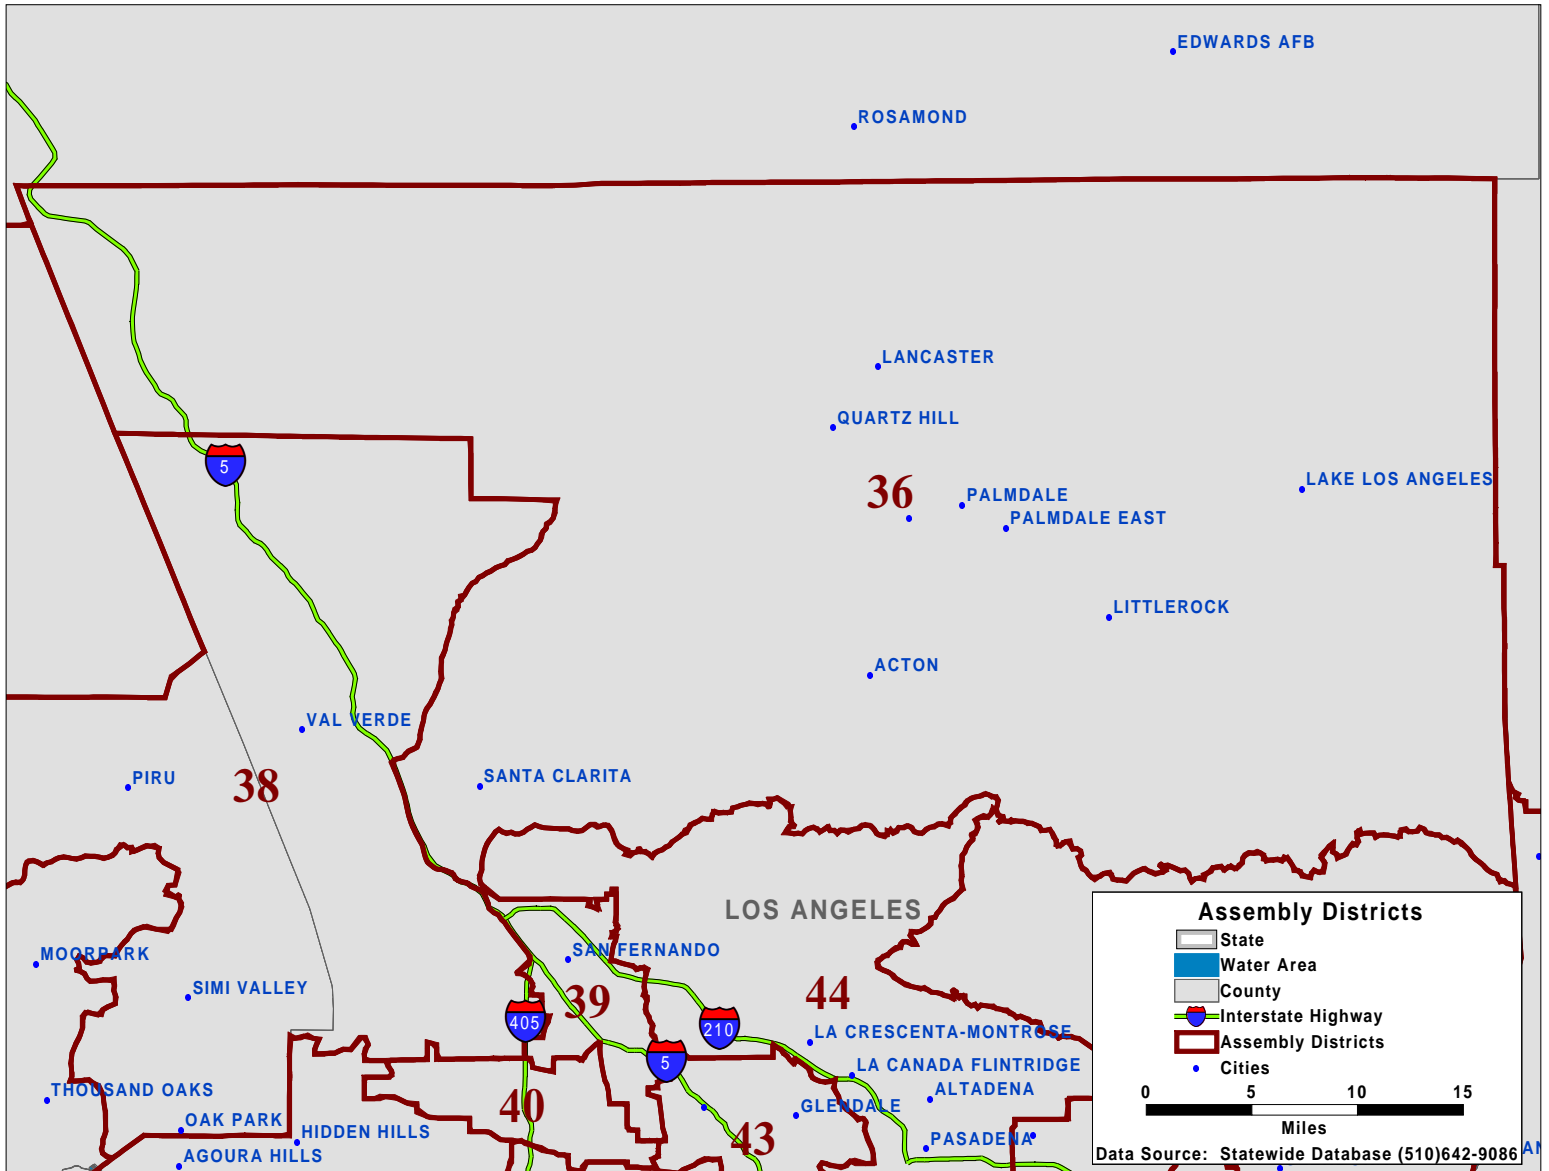 EDWARDS AFB
ROSAMOND
LANCASTER
QUARTZ HILL
5
36
PALMDALE
LAKE LOS ANGELES
PALMDALE EAST
LITTLEROCK
ACTON
VAL VERDE
PIRU
38
SANTA CLARITA
LOS ANGELES
MOORPARK
SAN FERNANDO
SIMI VALLEY
39
44
405
210
LA CRESCENTA-MONTROSE
5
LA CANADA FLINTRIDGE
THOUSAND OAKS
ALTADENA
40
GLENDALE
OAK PARK
HIDDEN HILLS
43
PASADENA
AGOURA HILLS
Assembly Districts
State
Water Area
County
Interstate Highway
Assembly Districts
Cities
0 5 10 15
Miles
Data Source: Statewide Database (510)642-9086